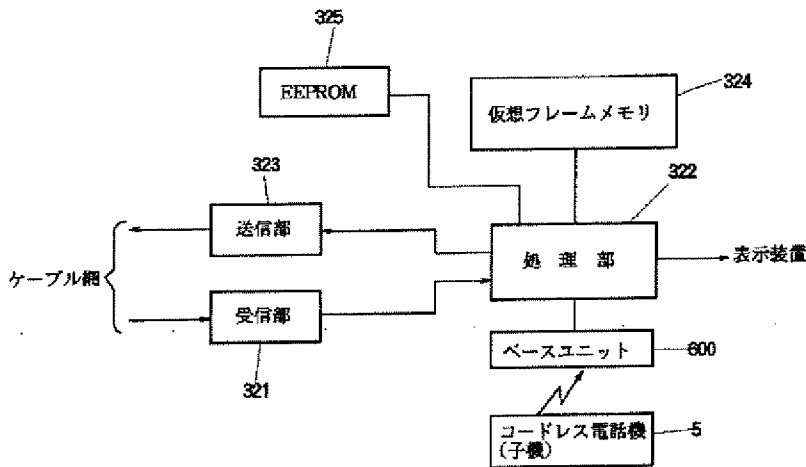 325
EEPROM
仮想フレームメモリ
324
323
322
送信部
処 理 部
表示装置
ケーブル網
受信部
321
ベースユニット
600
コードレス電話機
(子機)
5